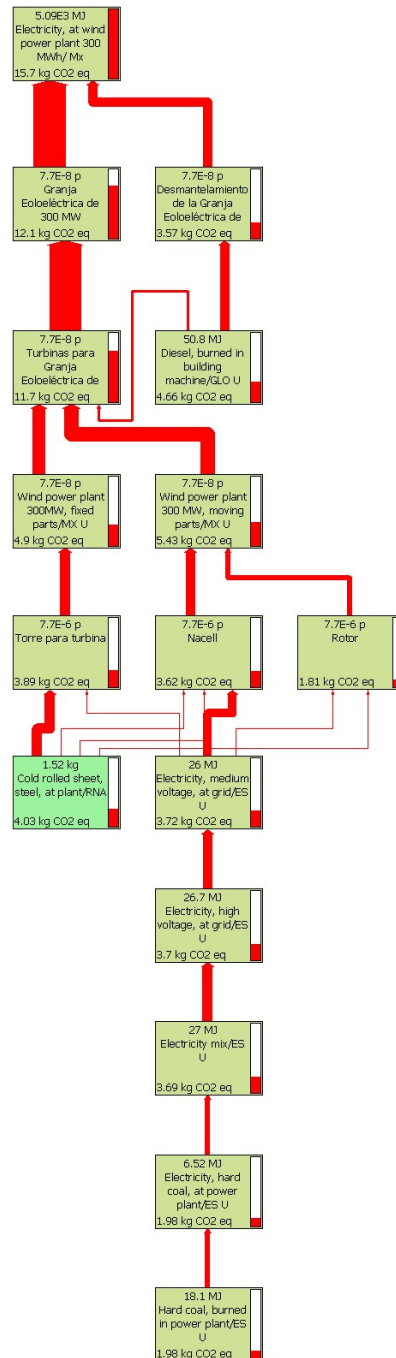 5.09E3 MJ
Electricity, at wind
power plant 300
MWh/ Mx
15.7 kg CO2 eq
7.7E-8 p
Granja
Eoloeléctrica de
300 MW
12.1 kg CO2 eq
7.7E-8 p
Desmantelamiento
de la Granja
Eoloeléctrica de
3.57 kg CO2 eq
7.7E-8 p
Turbinas para
Granja
Eoloeléctrica de
11.7 kg CO2 eq
50.8 MJ
Diesel, burned in
building
machine/GLO U
4.66 kg CO2 eq
7.7E-8 p
Wind power plant
300MW, fixed
parts/MX U
4.9 kg CO2 eq
7.7E-8 p
Wind power plant
300 MW, moving
parts/MX U
5.43 kg CO2 eq
7.7E-6 p
Torre para turbina
3.89 kg CO2 eq
7.7E-6 p
Nacell
3.62 kg CO2 eq
7.7E-6 p
Rotor
1.81 kg CO2 eq
1.52 kg
Cold rolled sheet,
steel, at plant/RNA
4.03 kg CO2 eq
26 MJ
Electricity, medium
voltage, at grid/ES
U
3.72 kg CO2 eq
26.7 MJ
Electricity, high
voltage, at grid/ES
U
3.7 kg CO2 eq
27 MJ
Electricity mix/ES
U
3.69 kg CO2 eq
6.52 MJ
Electricity, hard
coal, at power
plant/ES U
1.98 kg CO2 eq
18.1 MJ
Hard coal, burned
in power plant/ES
U
1.98 kg CO2 eq